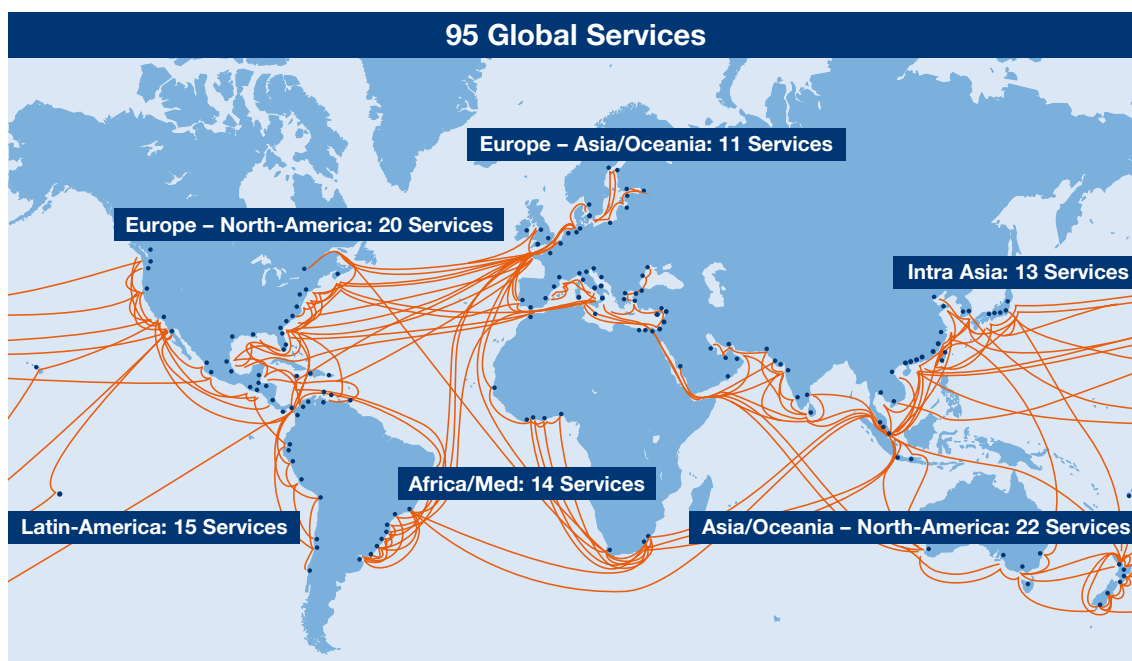 95 Global Services
Europe – Asia/Oceania: 11 Services
Europe – North-America: 20 Services
Intra Asia: 13 Services
Africa/Med: 14 Services
Latin-America: 15 Services
Asia/Oceania – North-America: 22 Services